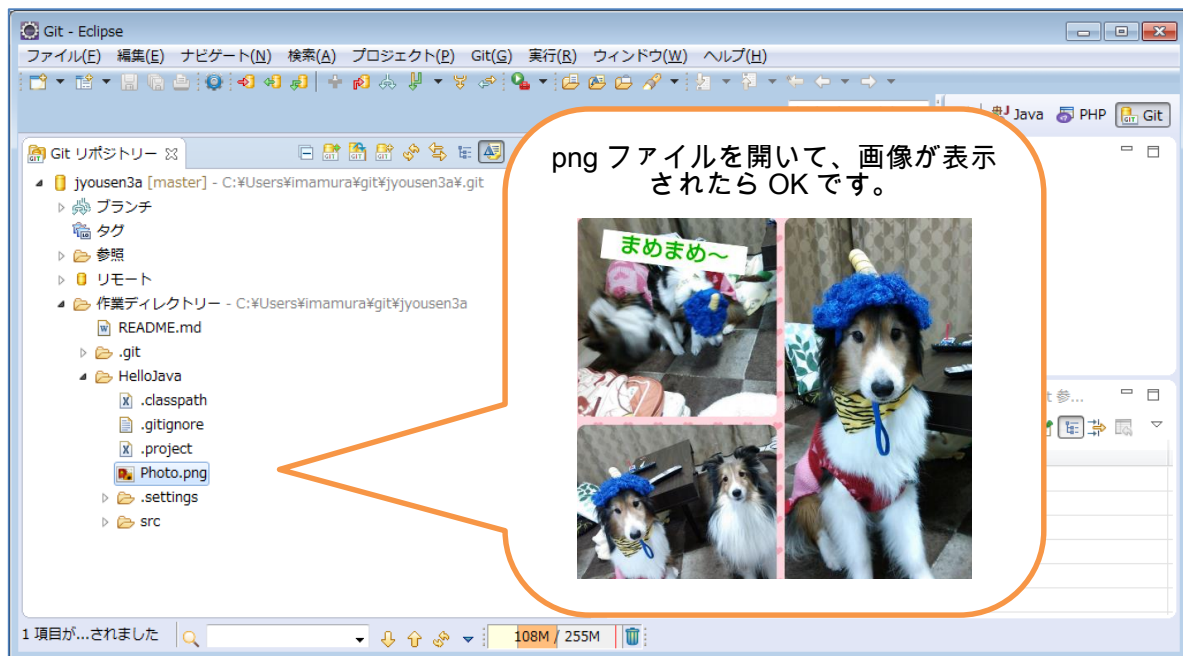 Git - Eclipse
ファイル(F) 編集(E) ナビゲート(N) 検索(A) プロジェクト(P) Git(G) 実行(R) ウィンドウ(W) ヘルプ(H)
Java PHP Git
Git リポジトリー
jyousen3a [master] - C:¥Users¥imamura¥git¥jyousen3a¥.git
ブランチ
タグ
参照
リモート
作業ディレクトリー - C:¥Users¥imamura¥git¥jyousen3a
README.md
.git
HelloJava
.classpath
.gitignore
.project
Photo.png
.settings
src
png ファイルを開いて、画像が表示
されたら OK です。
まめまめ〜
t 参...
1 項目が...されました
108M / 255M